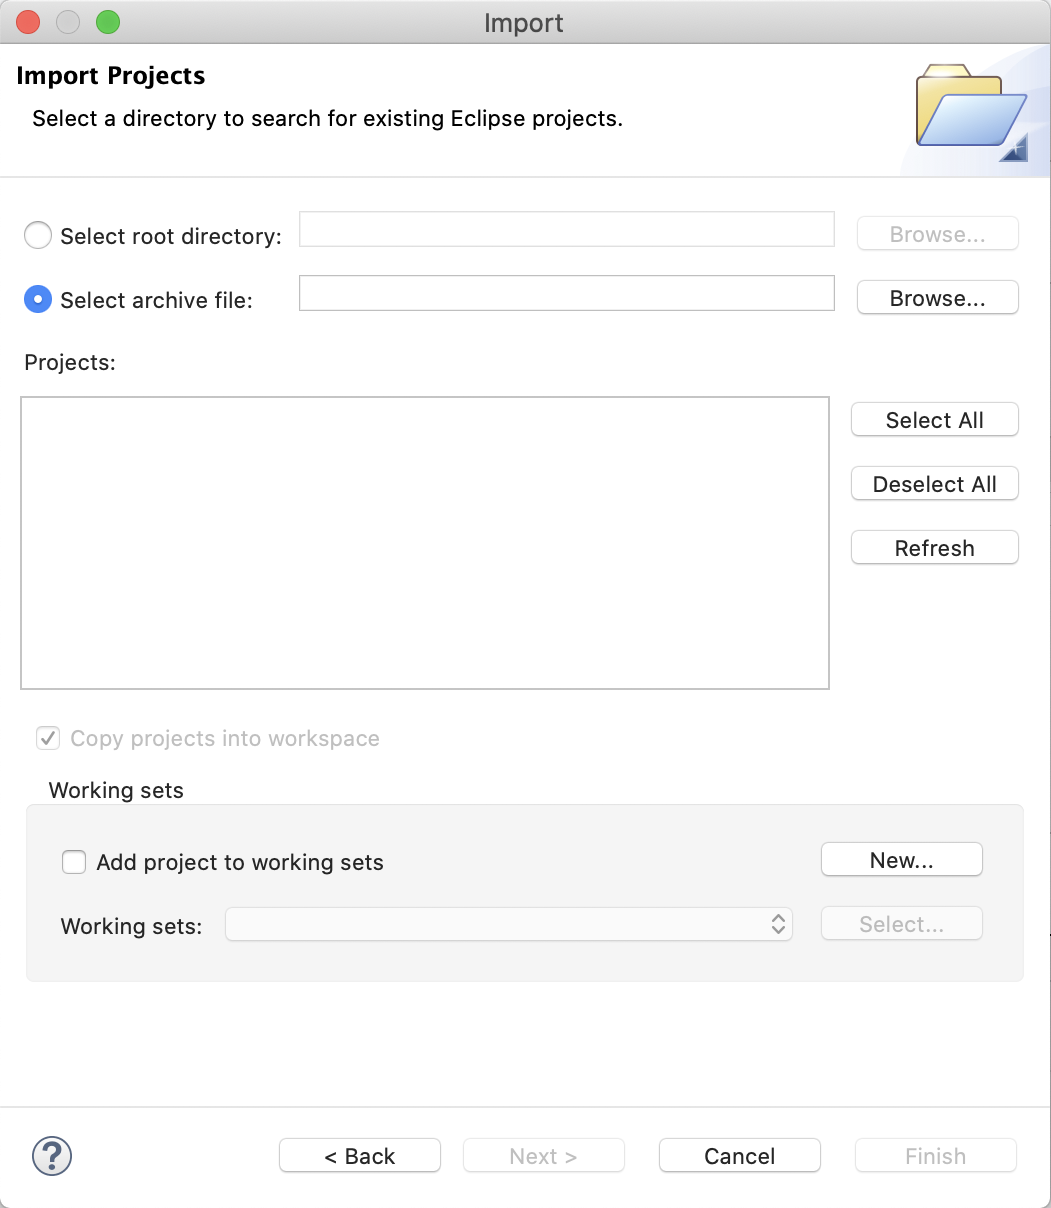 Import
Import Projects
Select a directory to search for existing Eclipse projects.
Select root directory: Browse...
Select archive file: Browse...
Projects:
Select All
Deselect All
Refresh
Copy projects into workspace
Working sets
Add project to working sets New...
Working sets: Select...
? < Back Next > Cancel Finish